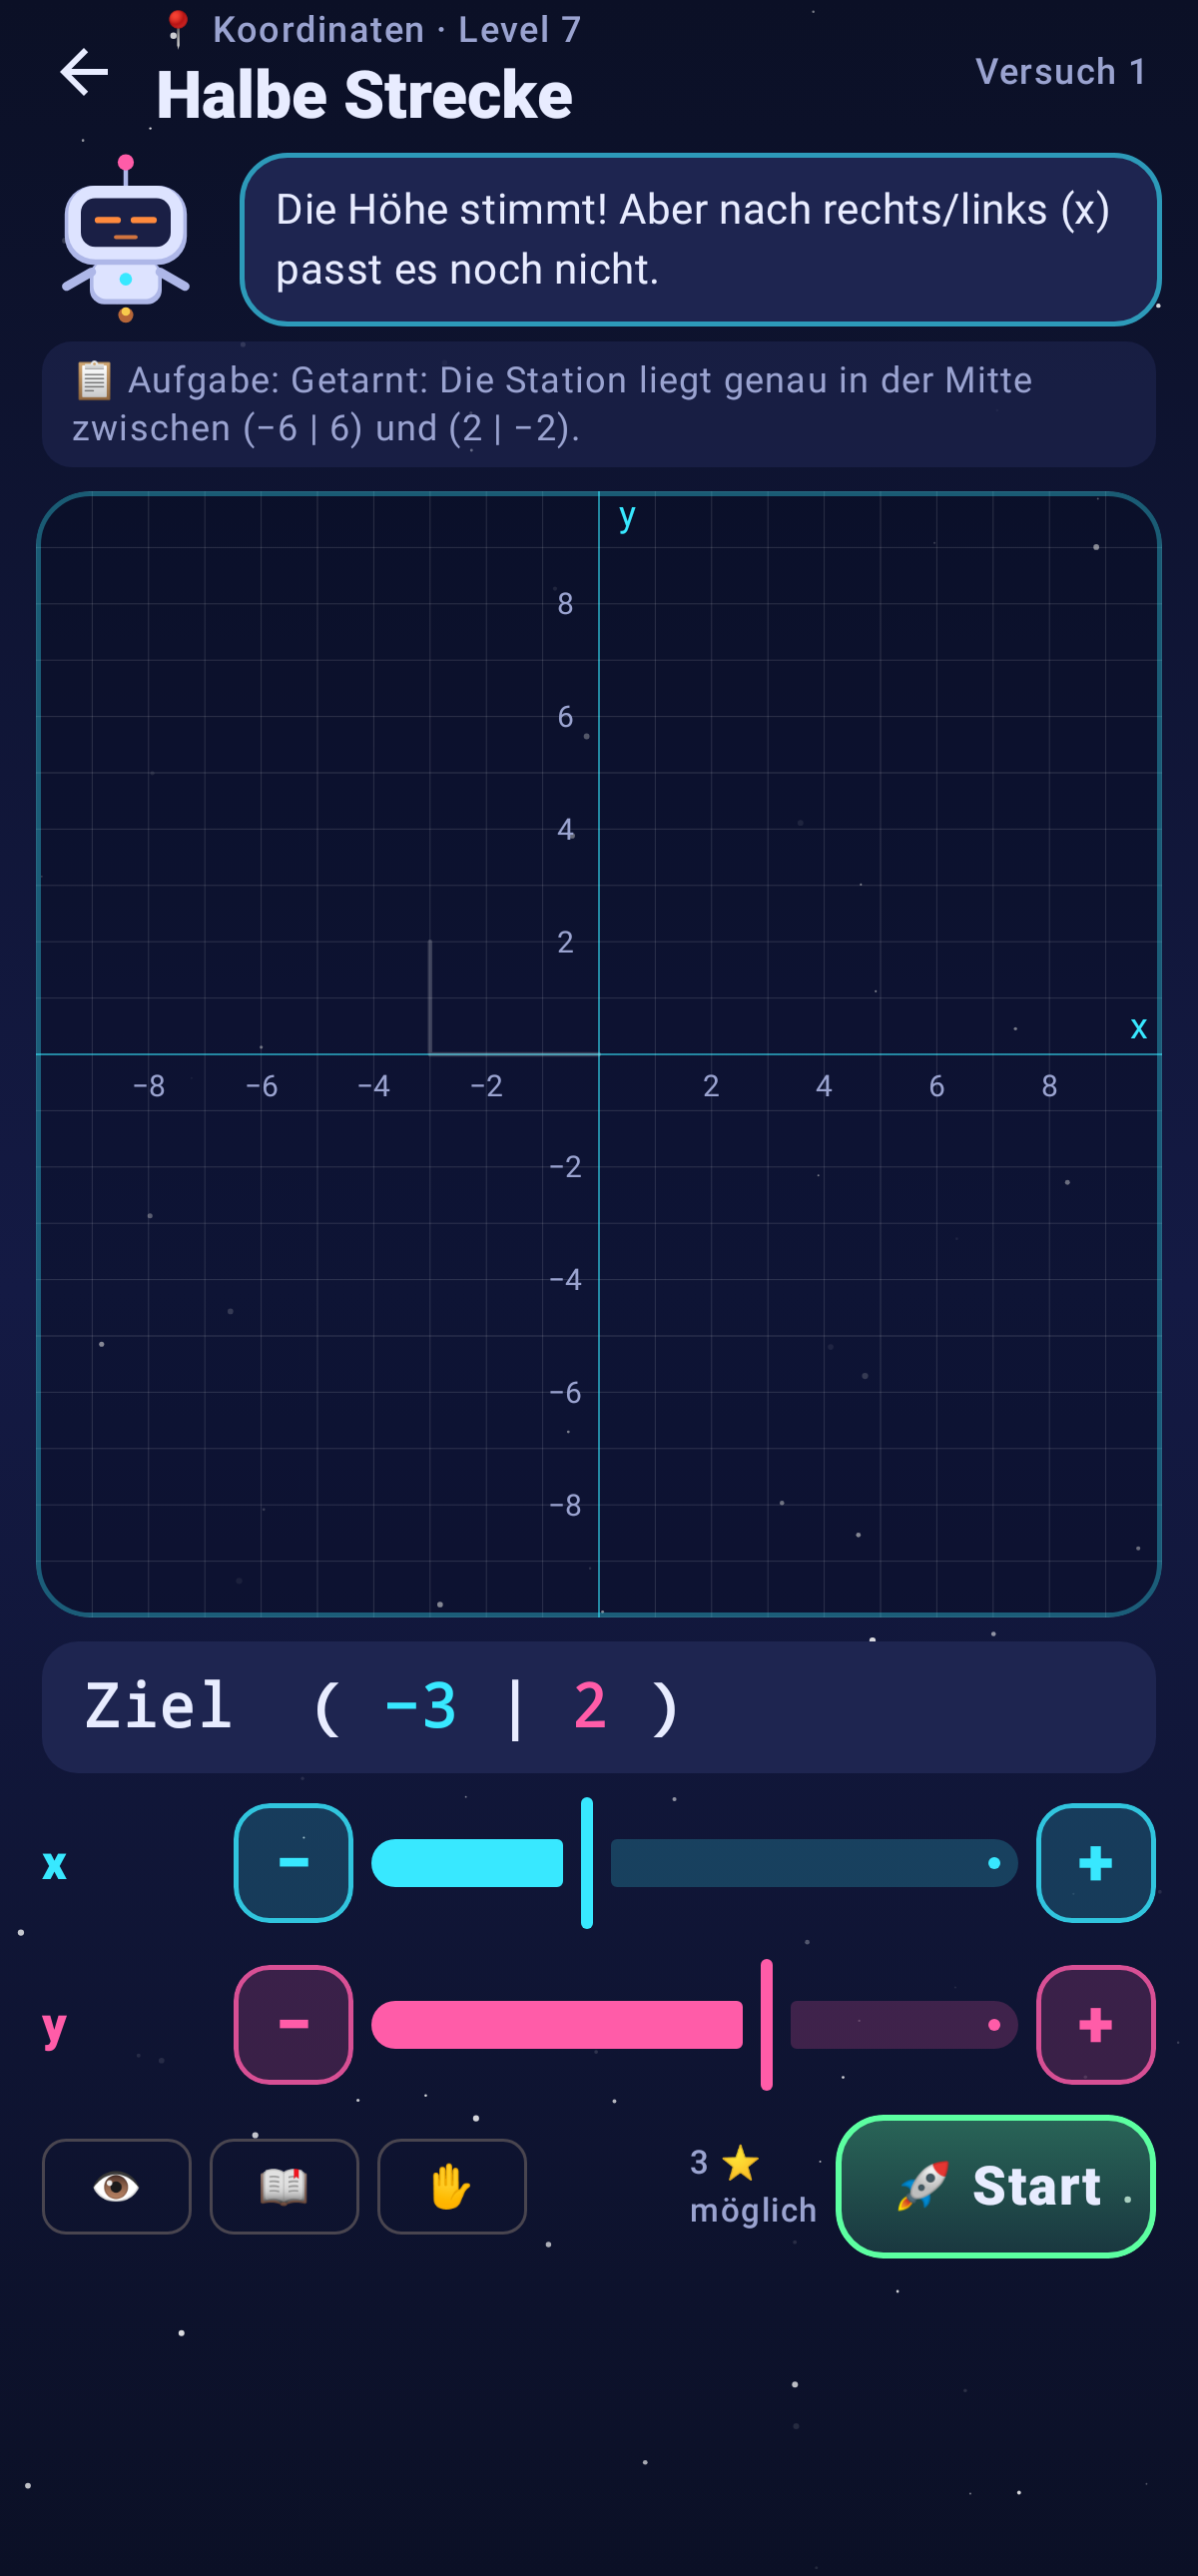 Koordinaten · Level 7
Halbe Strecke
Versuch 1
Die Höhe stimmt! Aber nach rechts/links (x)
passt es noch nicht.
Aufgabe: Getarnt: Die Station liegt genau in der Mitte
zwischen (−6 | 6) und (2 | −2).
y
8
6
4
2
x
−8 −6 −4 −2 2 4 6 8
−2
−4
−6
−8
Ziel ( −3 | 2 )
x − +
y − +
3 ⭐
möglich
Start